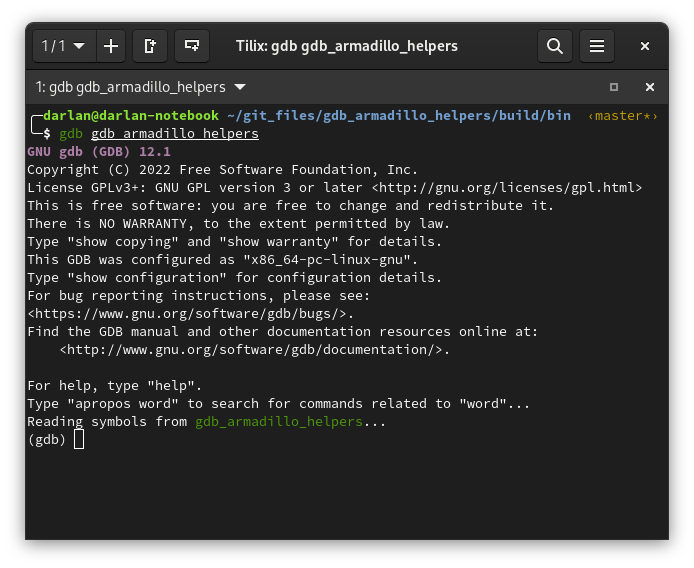 1 / 1
Tilix: gdb gdb_armadillo_helpers
1: gdb gdb_armadillo_helpers
darlan@darlan-notebook ~/git_files/gdb_armadillo_helpers/build/bin ‹master*›
$ gdb gdb_armadillo_helpers
GNU gdb (GDB) 12.1
Copyright (C) 2022 Free Software Foundation, Inc.
License GPLv3+: GNU GPL version 3 or later <http://gnu.org/licenses/gpl.html>
This is free software: you are free to change and redistribute it.
There is NO WARRANTY, to the extent permitted by law.
Type "show copying" and "show warranty" for details.
This GDB was configured as "x86_64-pc-linux-gnu".
Type "show configuration" for configuration details.
For bug reporting instructions, please see:
<https://www.gnu.org/software/gdb/bugs/>.
Find the GDB manual and other documentation resources online at:
    <http://www.gnu.org/software/gdb/documentation/>.
For help, type "help".
Type "apropos word" to search for commands related to "word"...
Reading symbols from gdb_armadillo_helpers...
(gdb)